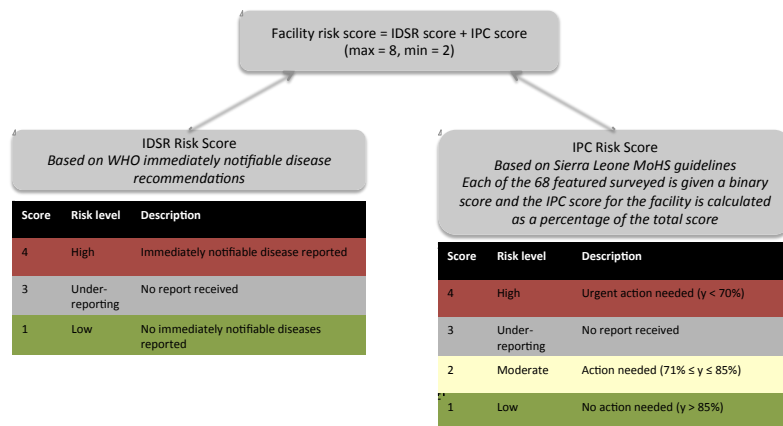 Facility risk score = IDSR score + IPC score
(max = 8, min = 2)
IDSR Risk Score
Based on WHO immediately notifiable disease
recommendations
Score Risk level Description
4 High Immediately notifiable disease reported
3 Under-
reporting No report received
1 Low No immediately notifiable diseases
reported
IPC Risk Score
Based on Sierra Leone MoHS guidelines
Each of the 68 featured surveyed is given a binary
score and the IPC score for the facility is calculated
as a percentage of the total score
Score Risk level Description
4 High Urgent action needed (y < 70%)
3 Under-
reporting No report received
2 Moderate Action needed (71% ≤ y ≤ 85%)
1 Low No action needed (y > 85%)